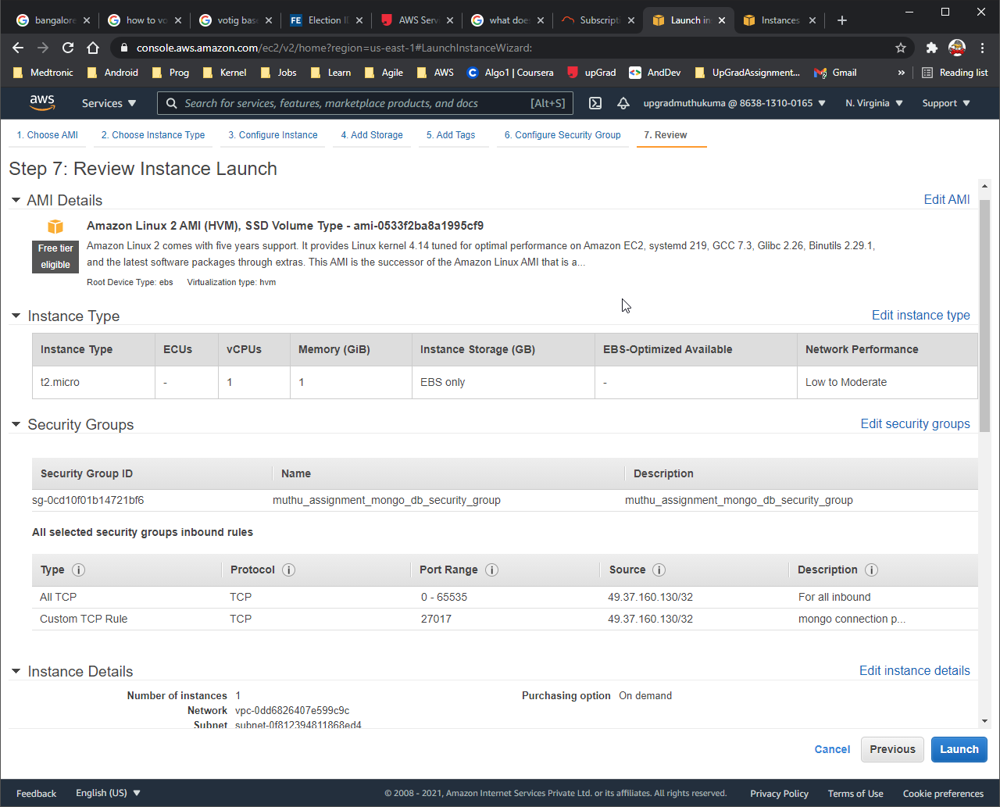 bangalore
how to vo
votig bas
FE Election I
AWS Serv
what does
Subscripti
Launch in
Instances
console.aws.amazon.com/ec2/v2/home?region=us-east-1#LaunchInstanceWizard:
Medtronic Android Prog Kernel Jobs Learn Agile AWS Algo1 | Coursera upGrad AndDev UpGradAssignment... Gmail » Reading list
aws Services Search for services, features, marketplace products, and docs [Alt+S] upgradmuthukuma @ 8638-1310-0165 N. Virginia Support
1. Choose AMI 2. Choose Instance Type 3. Configure Instance 4. Add Storage 5. Add Tags 6. Configure Security Group 7. Review
Step 7: Review Instance Launch
AMI Details Edit AMI
Amazon Linux 2 AMI (HVM), SSD Volume Type - ami-0533f2ba8a1995cf9
Free tier
eligible
Amazon Linux 2 comes with five years support. It provides Linux kernel 4.14 tuned for optimal performance on Amazon EC2, systemd 219, GCC 7.3, Glibc 2.26, Binutils 2.29.1,
and the latest software packages through extras. This AMI is the successor of the Amazon Linux AMI that is a...
Root Device Type: ebs Virtualization type: hvm
Instance Type Edit instance type
Instance Type ECUs vCPUs Memory (GiB) Instance Storage (GB) EBS-Optimized Available Network Performance
t2.micro - 1 1 EBS only - Low to Moderate
Security Groups Edit security groups
Security Group ID Name Description
sg-0cd10f01b14721bf6 muthu_assignment_mongo_db_security_group muthu_assignment_mongo_db_security_group
All selected security groups inbound rules
Type i Protocol i Port Range i Source i Description i
All TCP TCP 0 - 65535 49.37.160.130/32 For all inbound
Custom TCP Rule TCP 27017 49.37.160.130/32 mongo connection p...
Instance Details Edit instance details
Number of instances 1 Purchasing option On demand
Network vpc-0dd6826407e599c9c
Subnet subnet-0f812394811868ed4
Cancel Previous Launch
Feedback English (US) © 2008 - 2021, Amazon Internet Services Private Ltd. or its affiliates. All rights reserved. Privacy Policy Terms of Use Cookie preferences